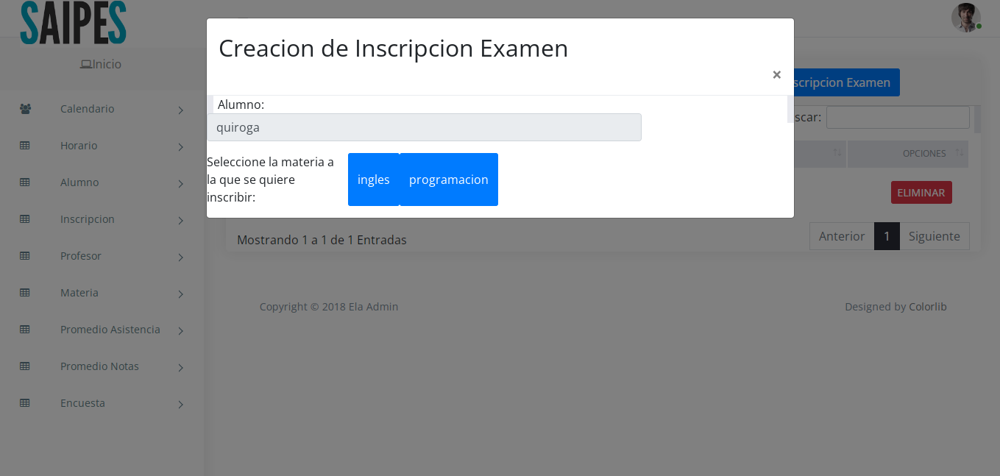 SAIPES
Inicio
Calendario
Horario
Alumno
Inscripcion
Profesor
Materia
Promedio Asistencia
Promedio Notas
Encuesta
Creacion de Inscripcion Examen
×
Alumno:
quiroga
Seleccione la materia a
la que se quiere
inscribir:
ingles programacion
Examen
OPCIONES
ELIMINAR
Mostrando 1 a 1 de 1 Entradas
Anterior 1 Siguiente
Copyright © 2018 Ela Admin
Designed by Colorlib